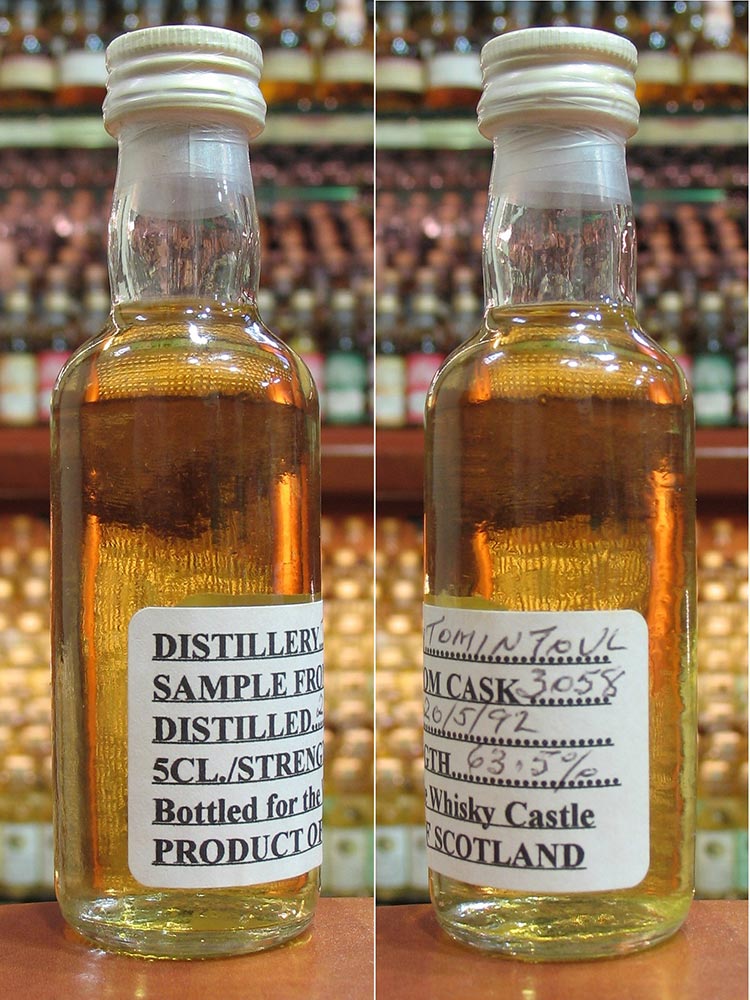 DISTILLERY
SAMPLE FRO
DISTILLED
5CL./STRENG
Bottled for the
PRODUCT OF
TOMINTOUL
OM CASK 3058
20/5/92
GTH 63.5%
Whisky Castle
F SCOTLAND